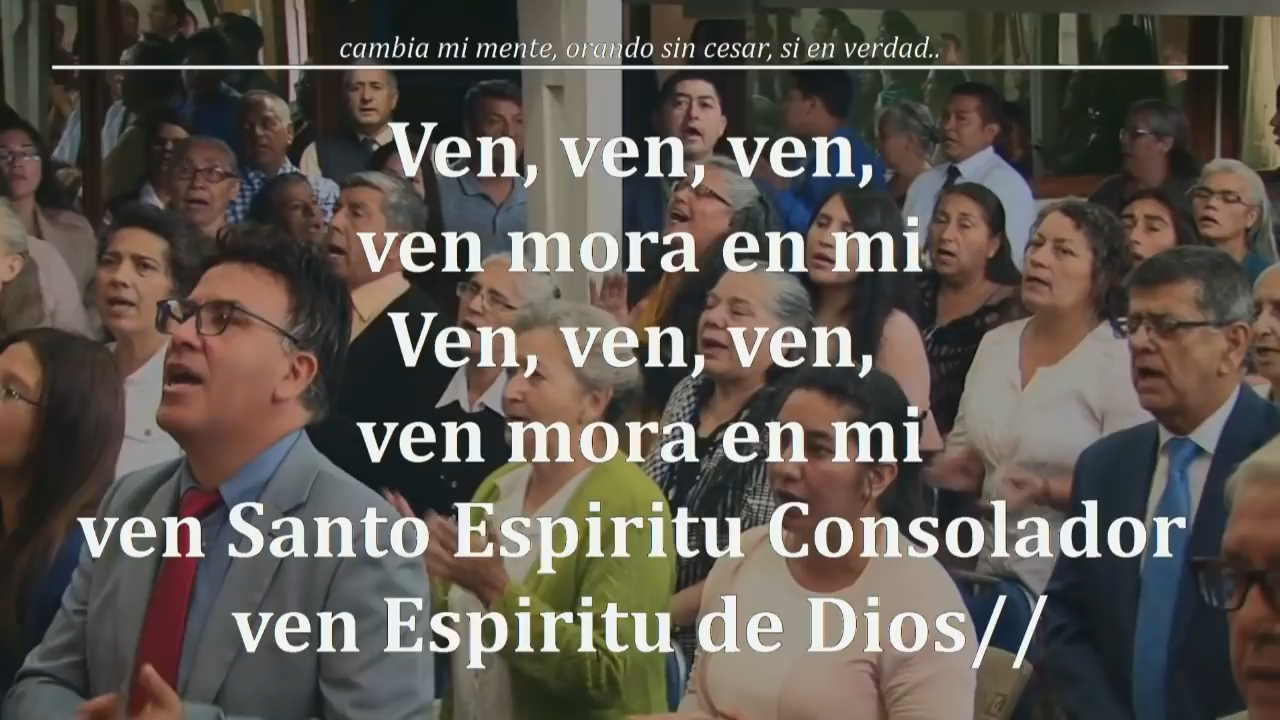 cambia mi mente, orando sin cesar, si en verdad..
Ven, ven, ven,
ven mora en mi
Ven, ven, ven,
ven mora en mi
ven Santo Espiritu Consolador
ven Espiritu de Dios//